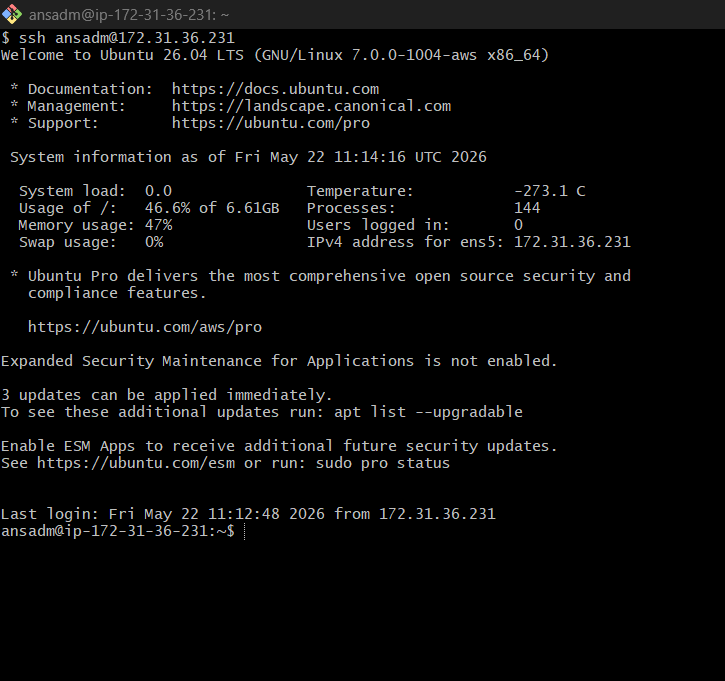 ansadm@ip-172-31-36-231: ~
$ ssh ansadm@172.31.36.231
Welcome to Ubuntu 26.04 LTS (GNU/Linux 7.0.0-1004-aws x86_64)
* Documentation:  https://docs.ubuntu.com
* Management:     https://landscape.canonical.com
* Support:        https://ubuntu.com/pro
System information as of Fri May 22 11:14:16 UTC 2026
System load:  0.0                Temperature:           -273.1 C
Usage of /:   46.6% of 6.61GB   Processes:             144
Memory usage: 47%                Users logged in:       0
Swap usage:   0%                 IPv4 address for ens5: 172.31.36.231
* Ubuntu Pro delivers the most comprehensive open source security and
compliance features.
https://ubuntu.com/aws/pro
Expanded Security Maintenance for Applications is not enabled.
3 updates can be applied immediately.
To see these additional updates run: apt list --upgradable
Enable ESM Apps to receive additional future security updates.
See https://ubuntu.com/esm or run: sudo pro status
Last login: Fri May 22 11:12:48 2026 from 172.31.36.231
ansadm@ip-172-31-36-231:~$